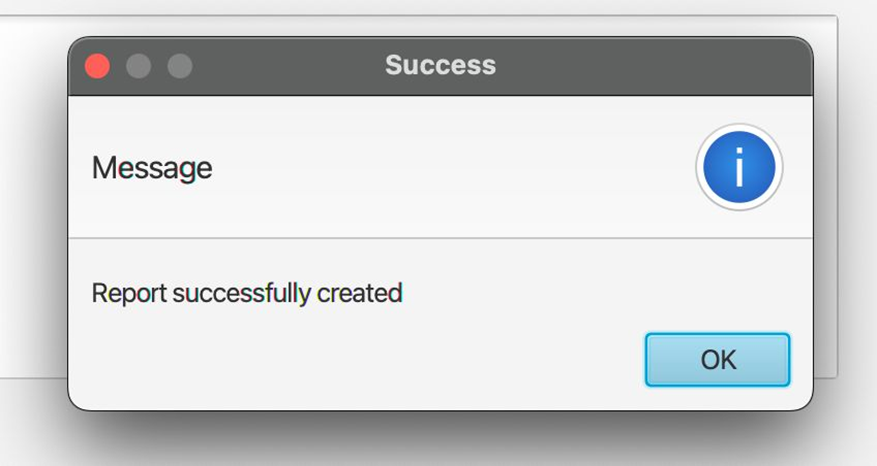 Success
Message
i
Report successfully created
OK